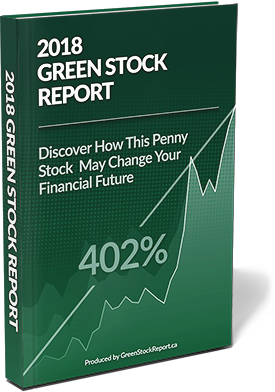 2018
GREEN STOCK
REPORT
Discover How This Penny
Stock May Change Your
Financial Future
402%
Produced by GreenStockReport.ca
2018 GREEN STOCK REPORT